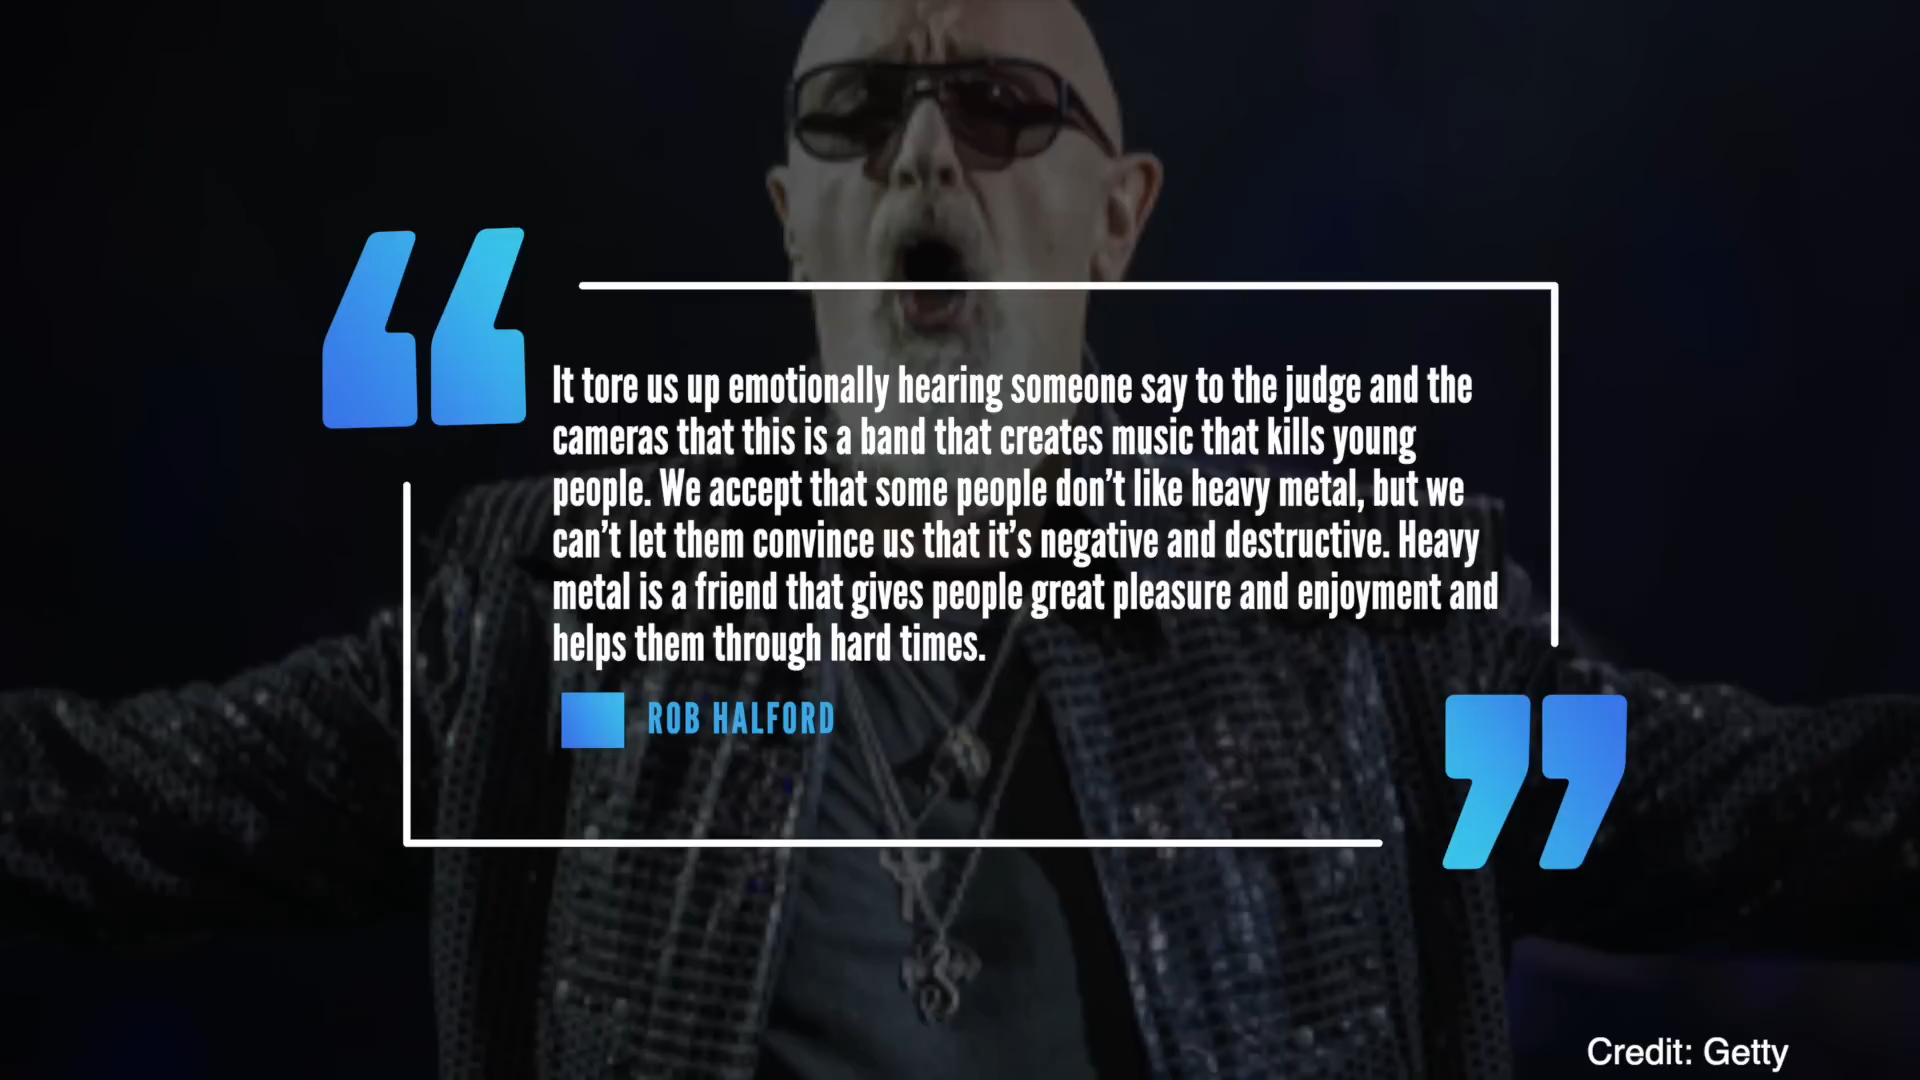 It tore us up emotionally hearing someone say to the judge and the
cameras that this is a band that creates music that kills young
people. We accept that some people don’t like heavy metal, but we
can’t let them convince us that it’s negative and destructive. Heavy
metal is a friend that gives people great pleasure and enjoyment and
helps them through hard times.
ROB HALFORD
Credit: Getty